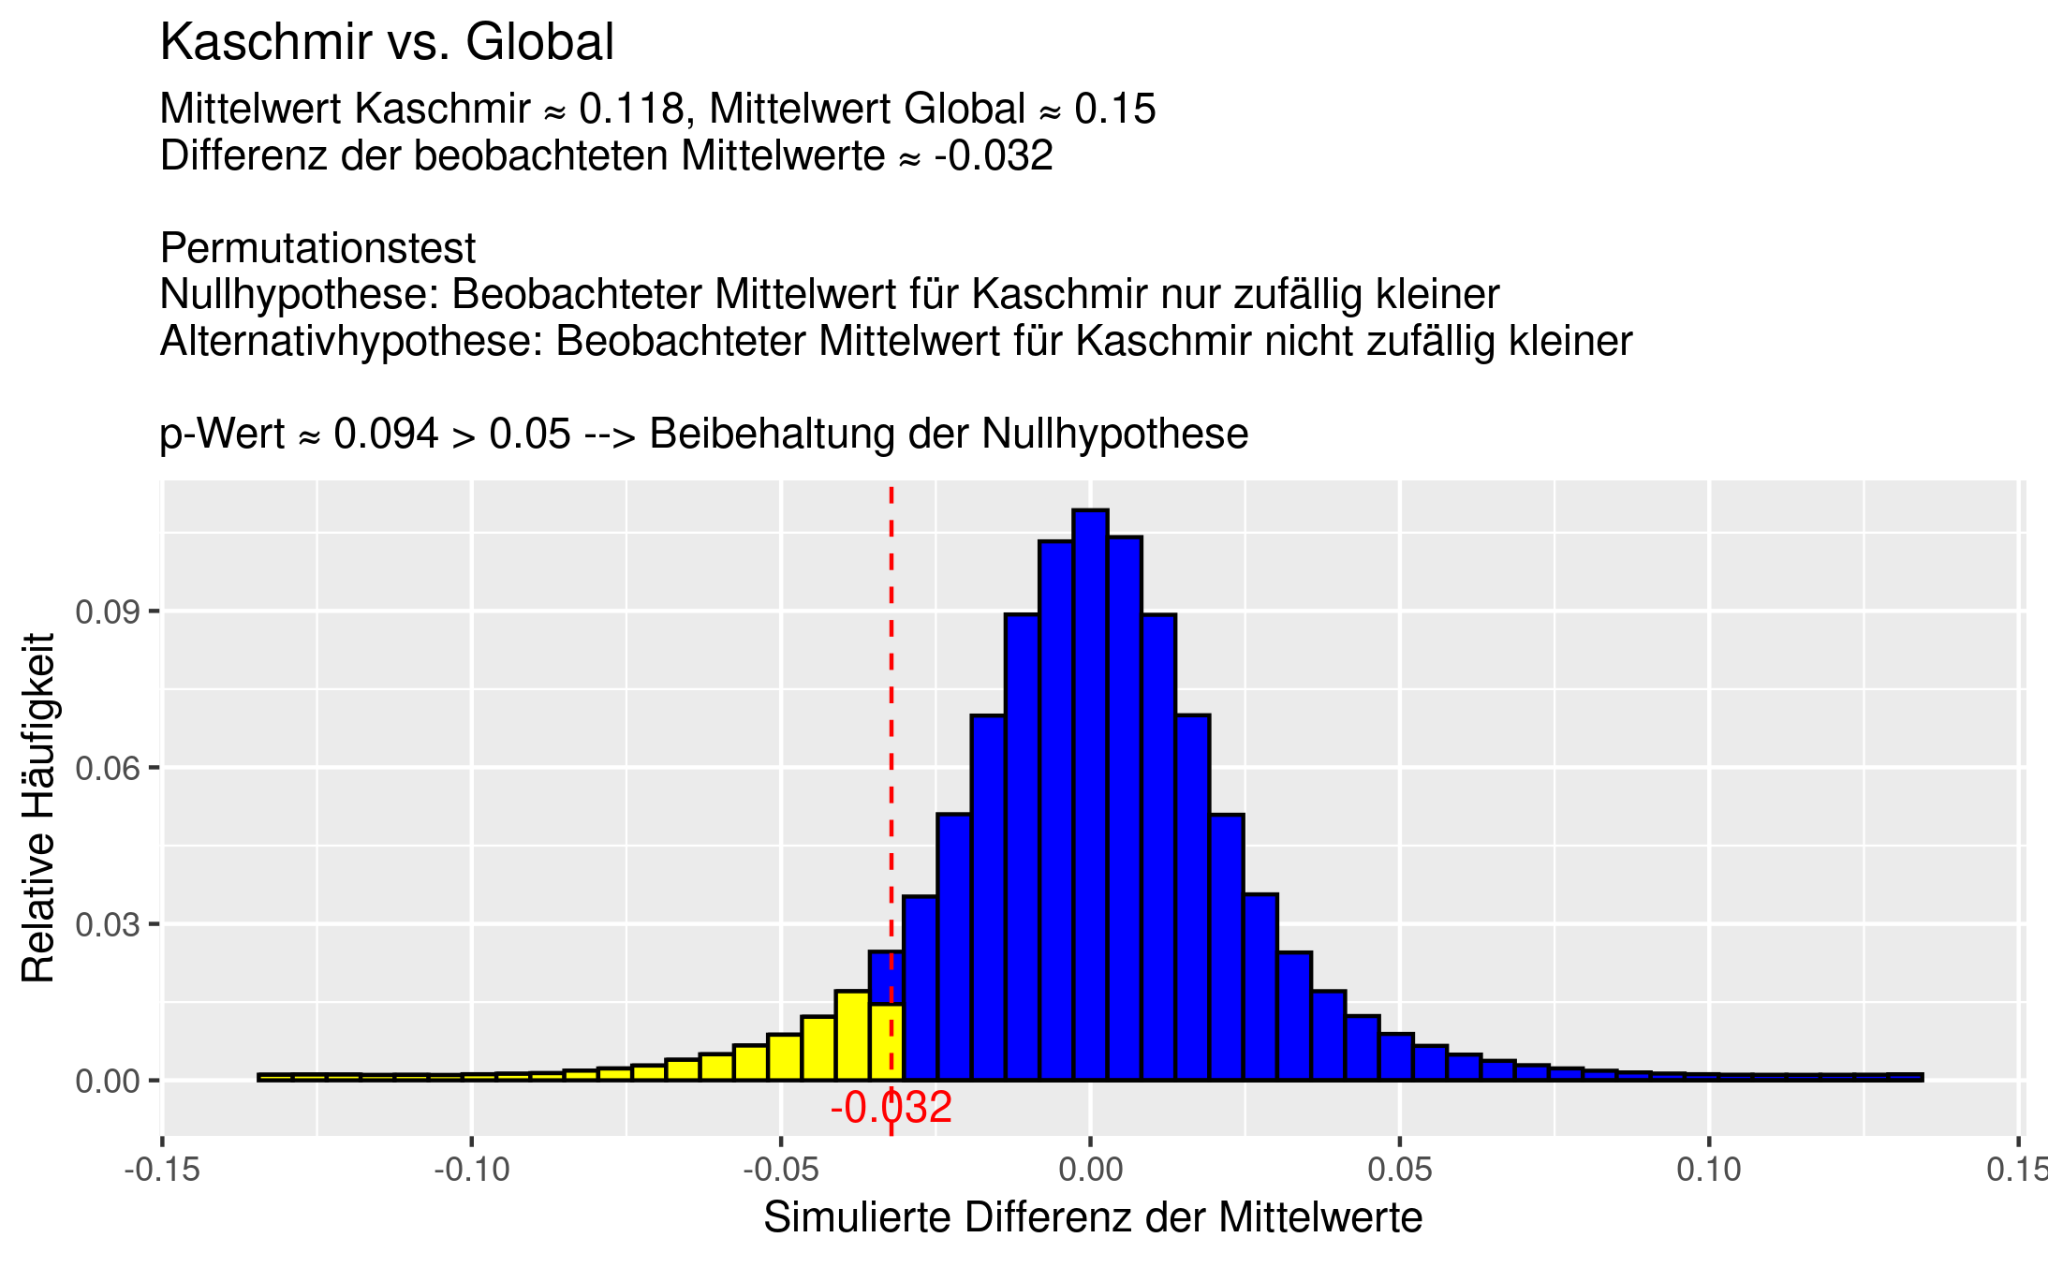 Kaschmir vs. Global
Mittelwert Kaschmir ≈ 0.118, Mittelwert Global ≈ 0.15
Differenz der beobachteten Mittelwerte ≈ -0.032
Permutationstest
Nullhypothese: Beobachteter Mittelwert für Kaschmir nur zufällig kleiner
Alternativhypothese: Beobachteter Mittelwert für Kaschmir nicht zufällig kleiner
p-Wert ≈ 0.094 > 0.05 --> Beibehaltung der Nullhypothese
Relative Häufigkeit
0.09
0.06
0.03
0.00
-0.032
-0.15 -0.10 -0.05 0.00 0.05 0.10 0.15
Simulierte Differenz der Mittelwerte